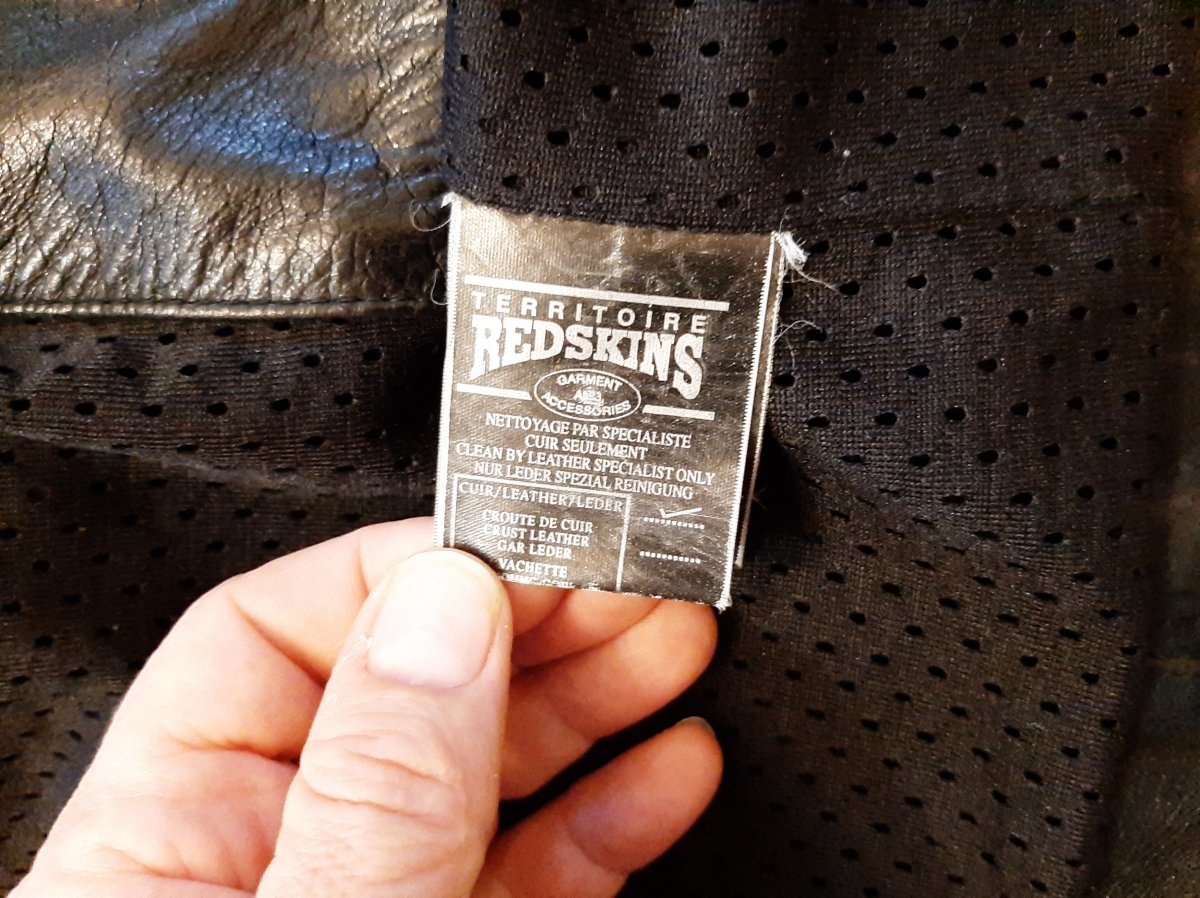 TERRITOIRE
REDSKINS
GARMENT
ACCESSORIES
NETTOYAGE PAR SPECIALISTE
CUIR SEULEMENT
CLEAN BY LEATHER SPECIALIST ONLY
NUR LEDER SPEZIAL REINIGUNG
CUIR/LEATHER/LEDER
CROUTE DE CUIR
CRUST LEATHER
GAR LEDER
VACHETTE